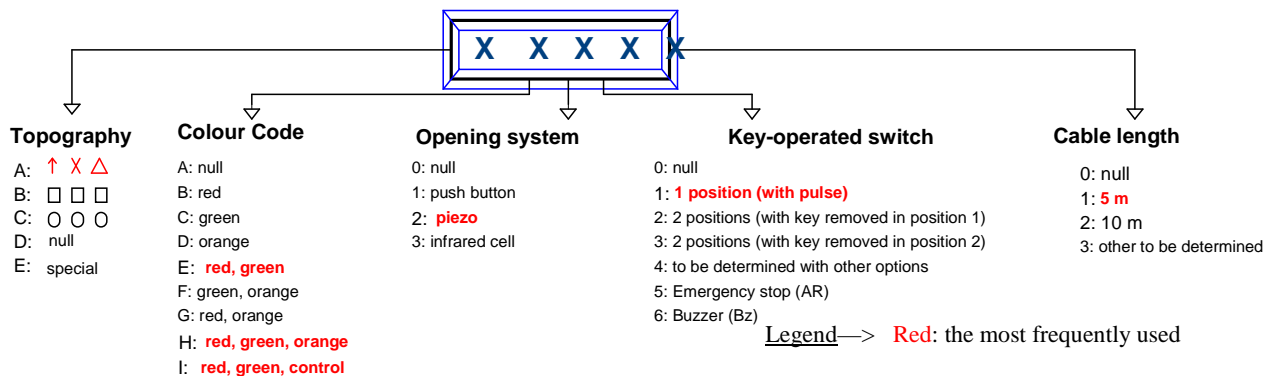 X X X X X
Topography
A: ↑ X △
B: □ □ □
C: ○ ○ ○
D: null
E: special
Colour Code
A: null
B: red
C: green
D: orange
E: red, green
F: green, orange
G: red, orange
H: red, green, orange
I: red, green, control
Opening system
0: null
1: push button
2: piezo
3: infrared cell
Key-operated switch
0: null
1: 1 position (with pulse)
2: 2 positions (with key removed in position 1)
3: 2 positions (with key removed in position 2)
4: to be determined with other options
5: Emergency stop (AR)
6: Buzzer (Bz)
Cable length
0: null
1: 5 m
2: 10 m
3: other to be determined
Legend—> Red: the most frequently used